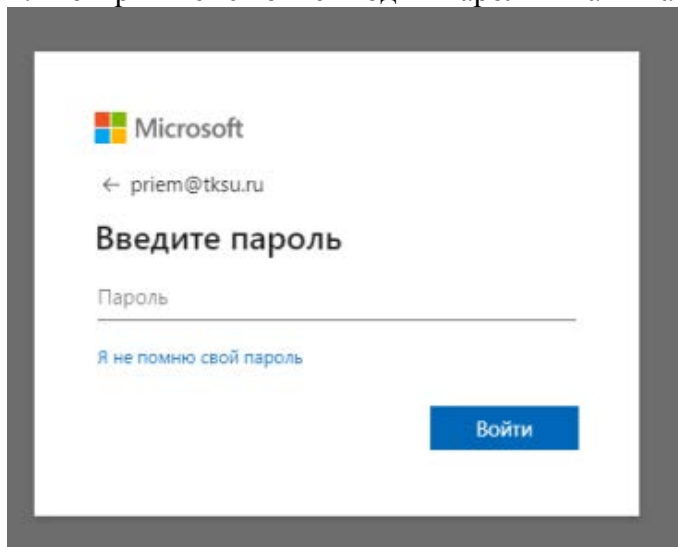 Microsoft
← priem@tksu.ru
Введите пароль
Пароль
Я не помню свой пароль
Войти